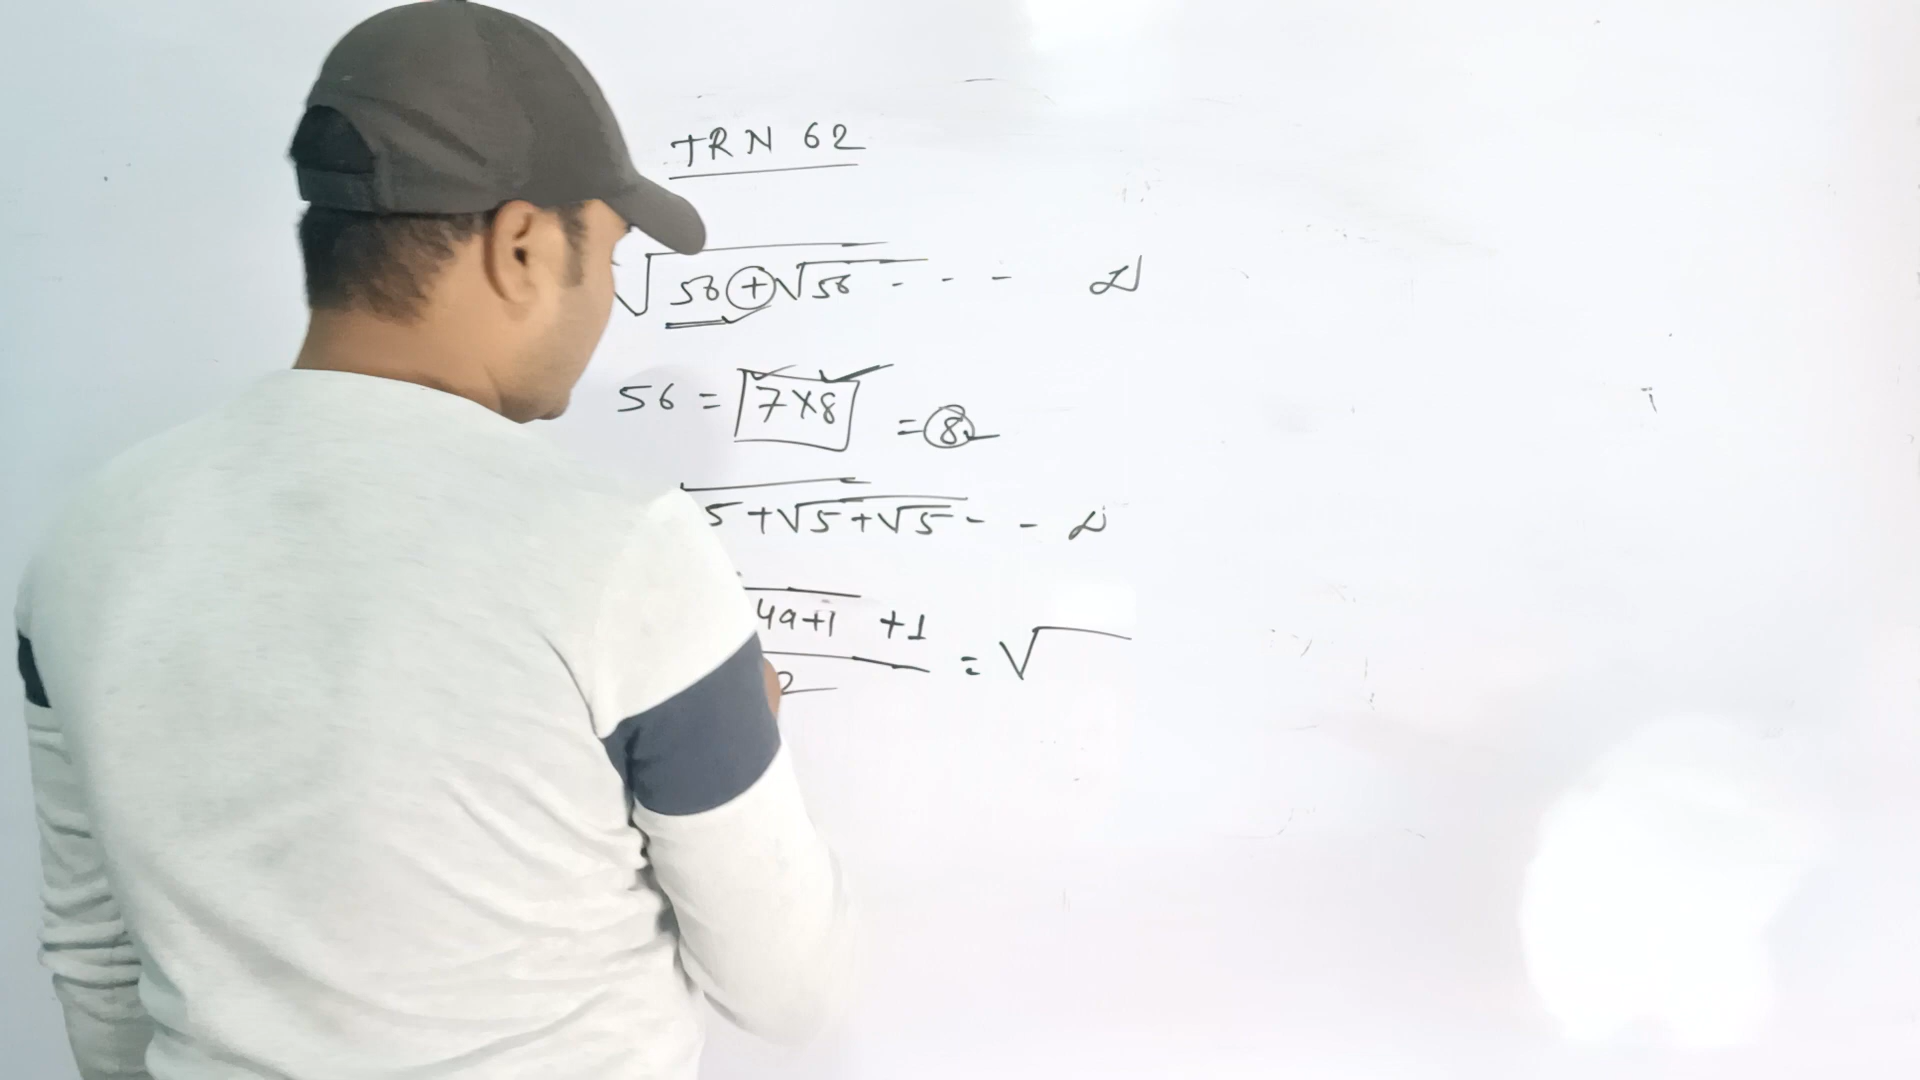 TRN 62
√56+√56 - - - ∞
56 = 7×8 = 8
5+√5+√5 - - ∞
4a+1 +1 = √
2